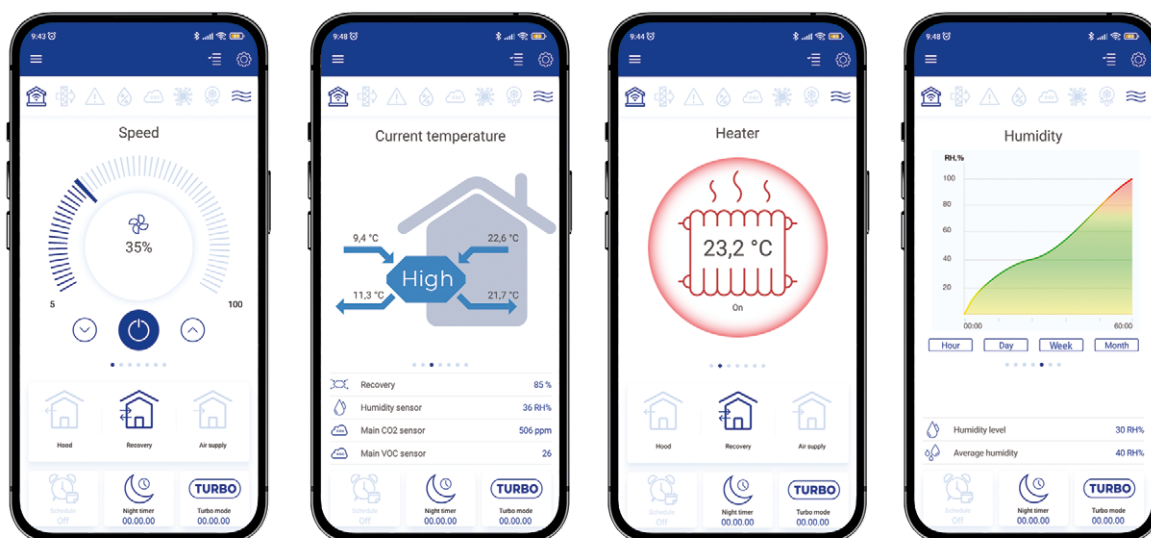 9:43
Speed
35%
5
100
Hood
Recovery
Air supply
Schedule
Off
Night timer
00.00.00
TURBO
Turbo mode
00.00.00
9:48
Current temperature
9,4 °C
22,6 °C
High
11,3 °C
21,7 °C
Recovery
85 %
Humidity sensor
36 RH%
Main CO2 sensor
506 ppm
Main VOC sensor
26
Schedule
Off
Night timer
00.00.00
TURBO
Turbo mode
00.00.00
9:44
Heater
23,2 °C
On
Hood
Recovery
Air supply
Schedule
Off
Night timer
00.00.00
TURBO
Turbo mode
00.00.00
9:48
Humidity
RH.%
100
80
60
40
20
00:00
60:00
Hour
Day
Week
Month
Humidity level
30 RH%
Average humidity
40 RH%
Schedule
Off
Night timer
00.00.00
TURBO
Turbo mode
00.00.00